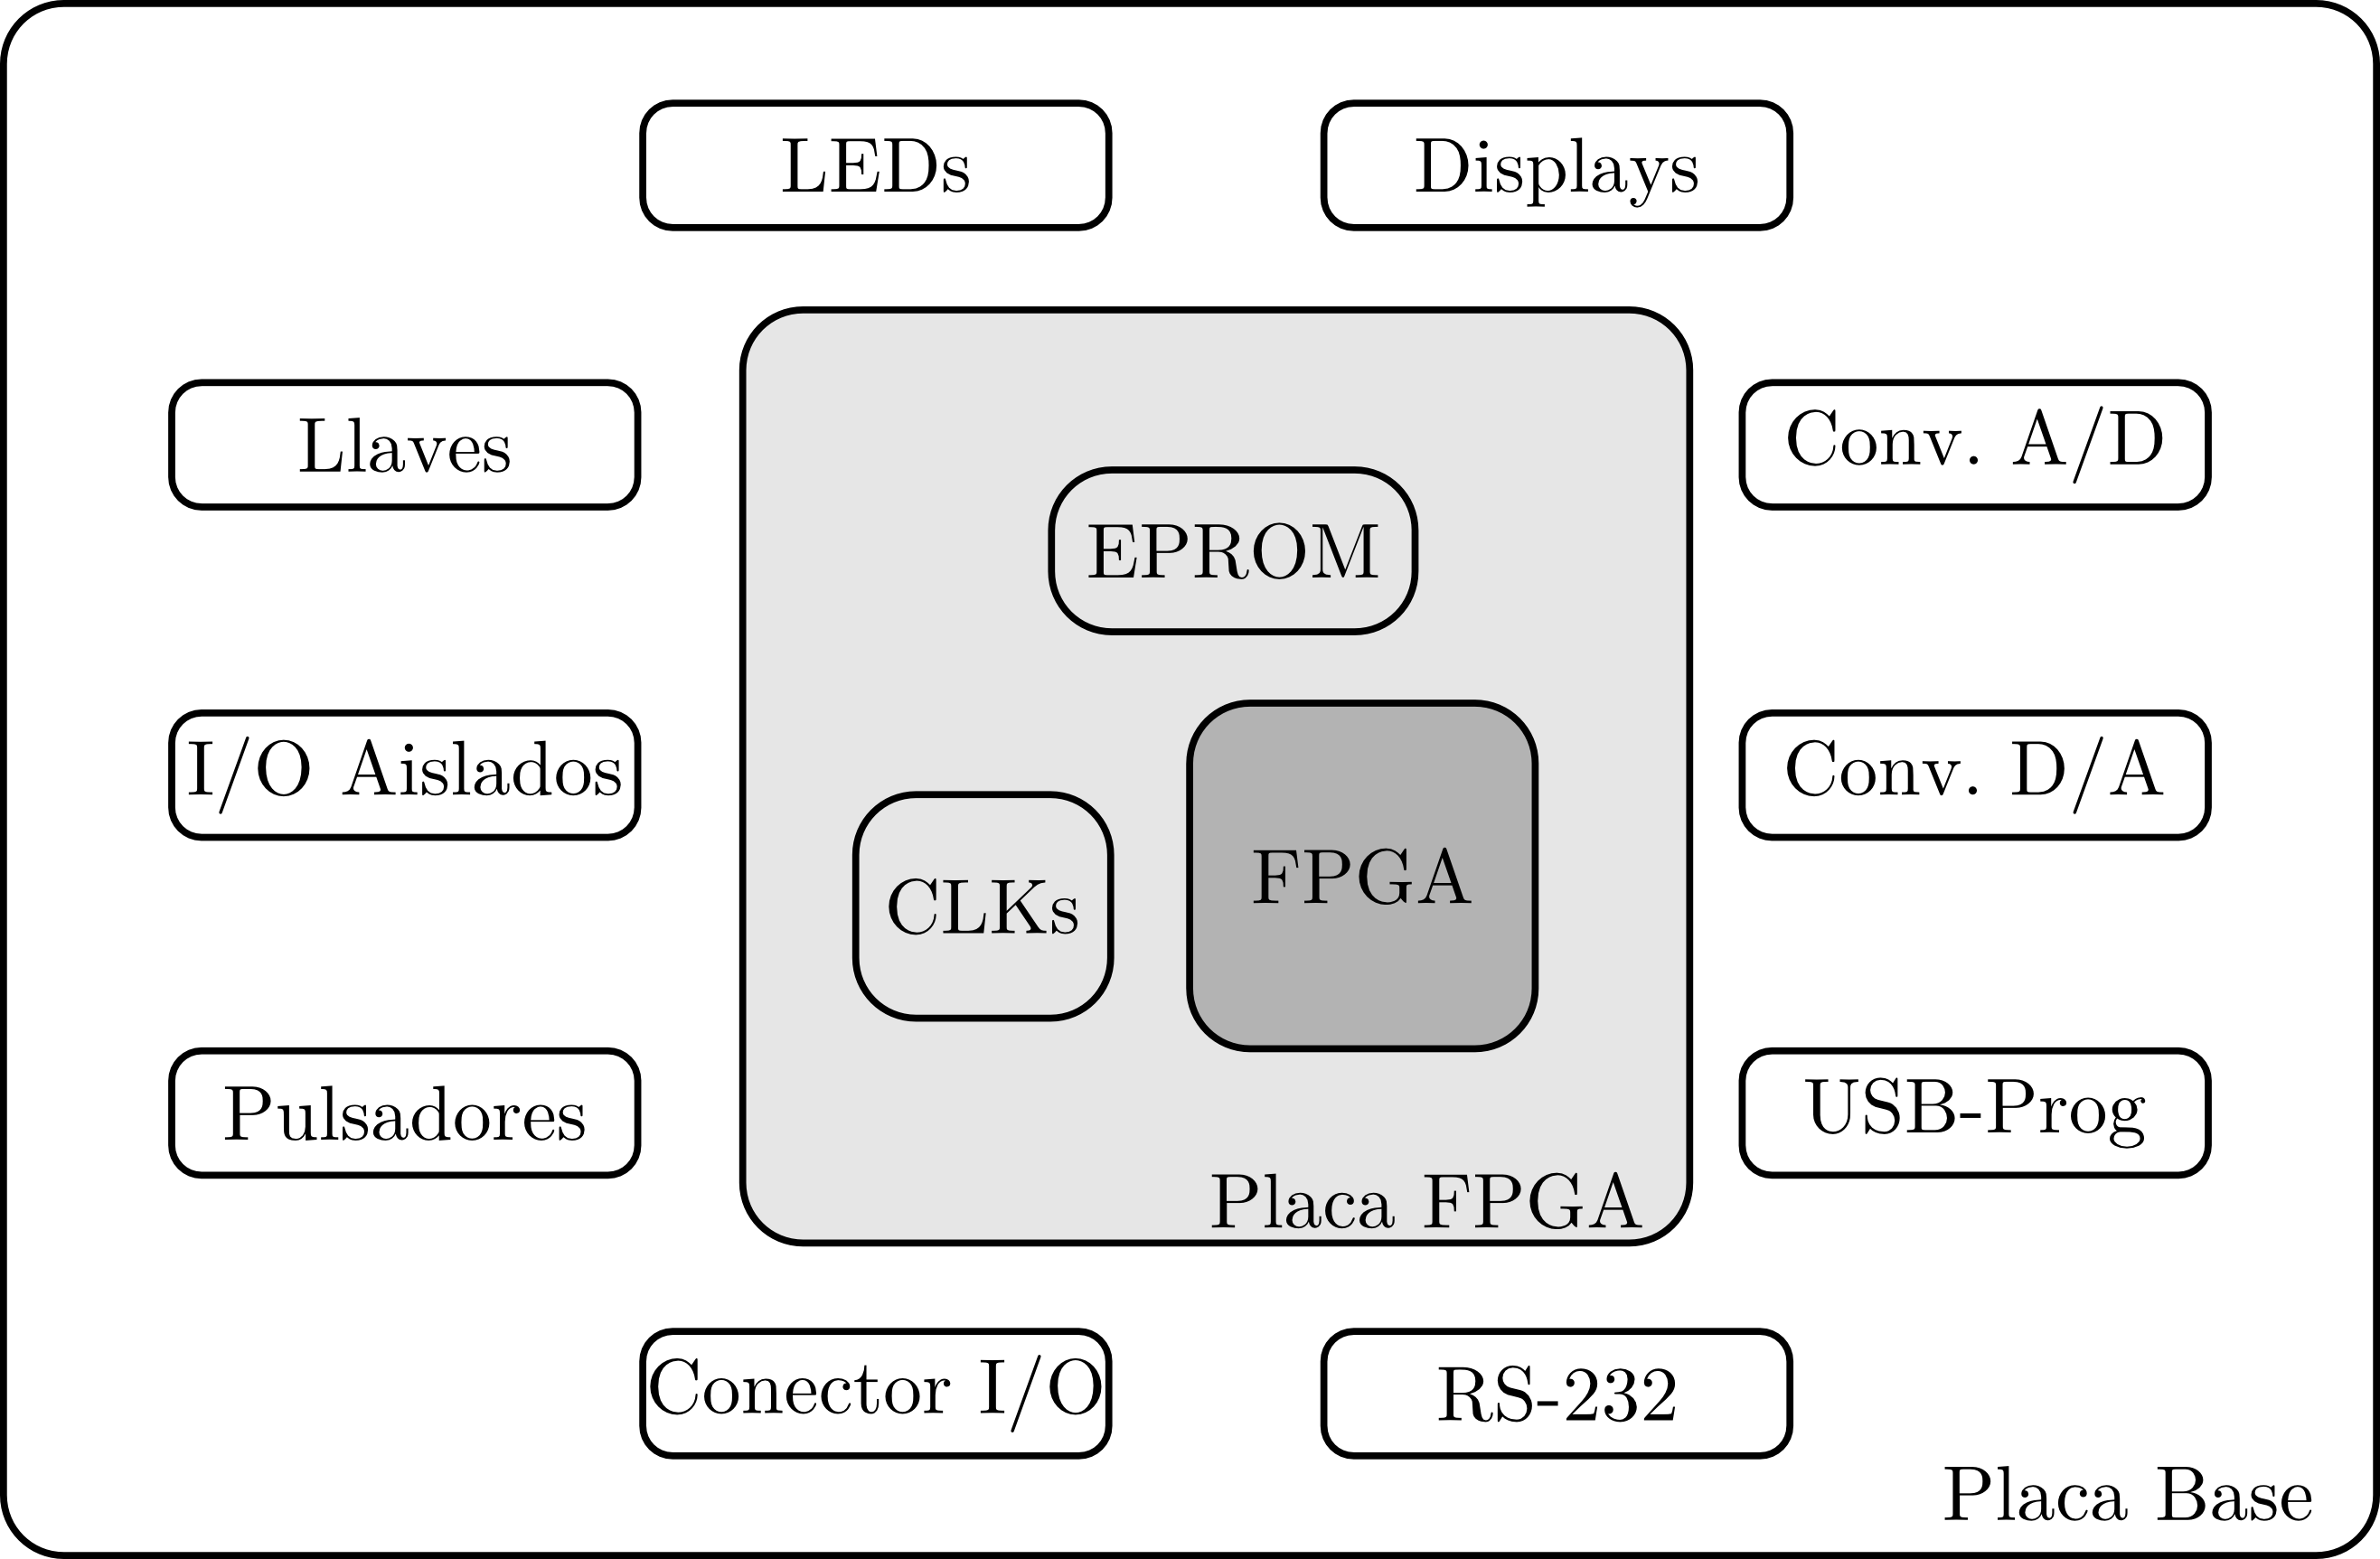 LEDs
Displays
Llaves
Conv. A/D
EPROM
I/O Aislados
Conv. D/A
FPGA
CLKs
Pulsadores
USB-Prog
Placa FPGA
Conector I/O
RS-232
Placa Base